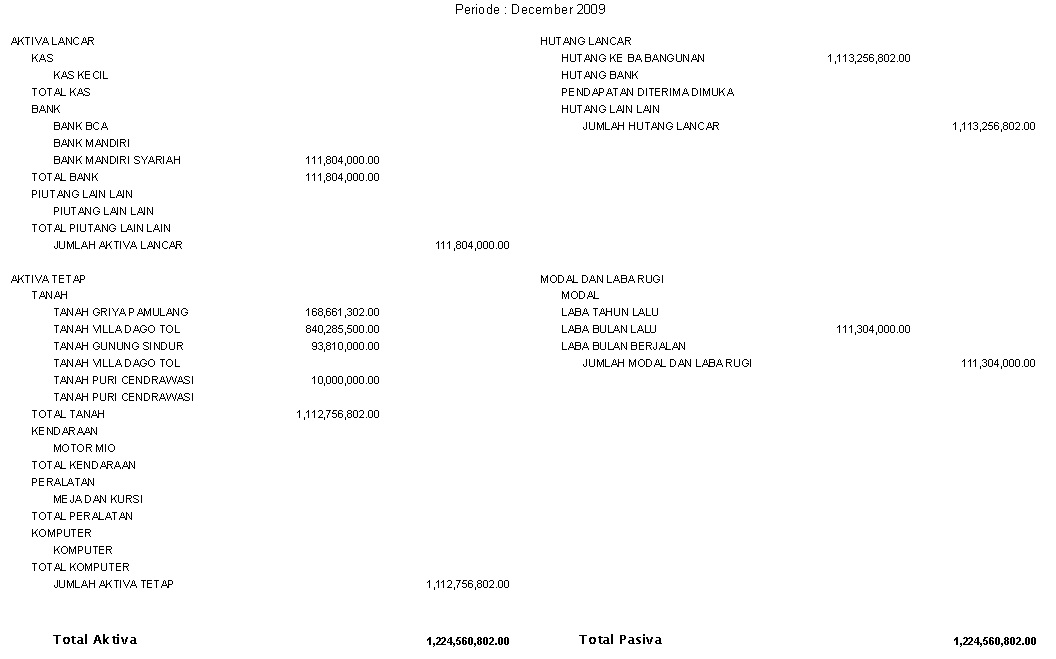 Periode : December 2009
AKTIVA LANCAR
KAS
KAS KECIL
TOTAL KAS
BANK
BANK BCA
BANK MANDIRI
BANK MANDIRI SYARIAH 111,804,000.00
TOTAL BANK 111,804,000.00
PIUTANG LAIN LAIN
PIUTANG LAIN LAIN
TOTAL PIUTANG LAIN LAIN
JUMLAH AKTIVA LANCAR 111,804,000.00
HUTANG LANCAR
HUTANG KE BA BANGUNAN 1,113,256,802.00
HUTANG BANK
PENDAPATAN DITERIMA DIMUKA
HUTANG LAIN LAIN
JUMLAH HUTANG LANCAR 1,113,256,802.00
AKTIVA TETAP
TANAH
TANAH GRIYA PAMULANG 168,661,302.00
TANAH VILLA DAGO TOL 840,285,500.00
TANAH GUNUNG SINDUR 93,810,000.00
TANAH VILLA DAGO TOL
TANAH PURI CENDRAWASI 10,000,000.00
TANAH PURI CENDRAWASI
TOTAL TANAH 1,112,756,802.00
KENDARAAN
MOTOR MIO
TOTAL KENDARAAN
PERALATAN
MEJA DAN KURSI
TOTAL PERALATAN
KOMPUTER
KOMPUTER
TOTAL KOMPUTER
JUMLAH AKTIVA TETAP 1,112,756,802.00
MODAL DAN LABA RUGI
MODAL
LABA TAHUN LALU
LABA BULAN LALU 111,304,000.00
LABA BULAN BERJALAN
JUMLAH MODAL DAN LABA RUGI 111,304,000.00
Total Aktiva 1,224,560,802.00
Total Pasiva 1,224,560,802.00